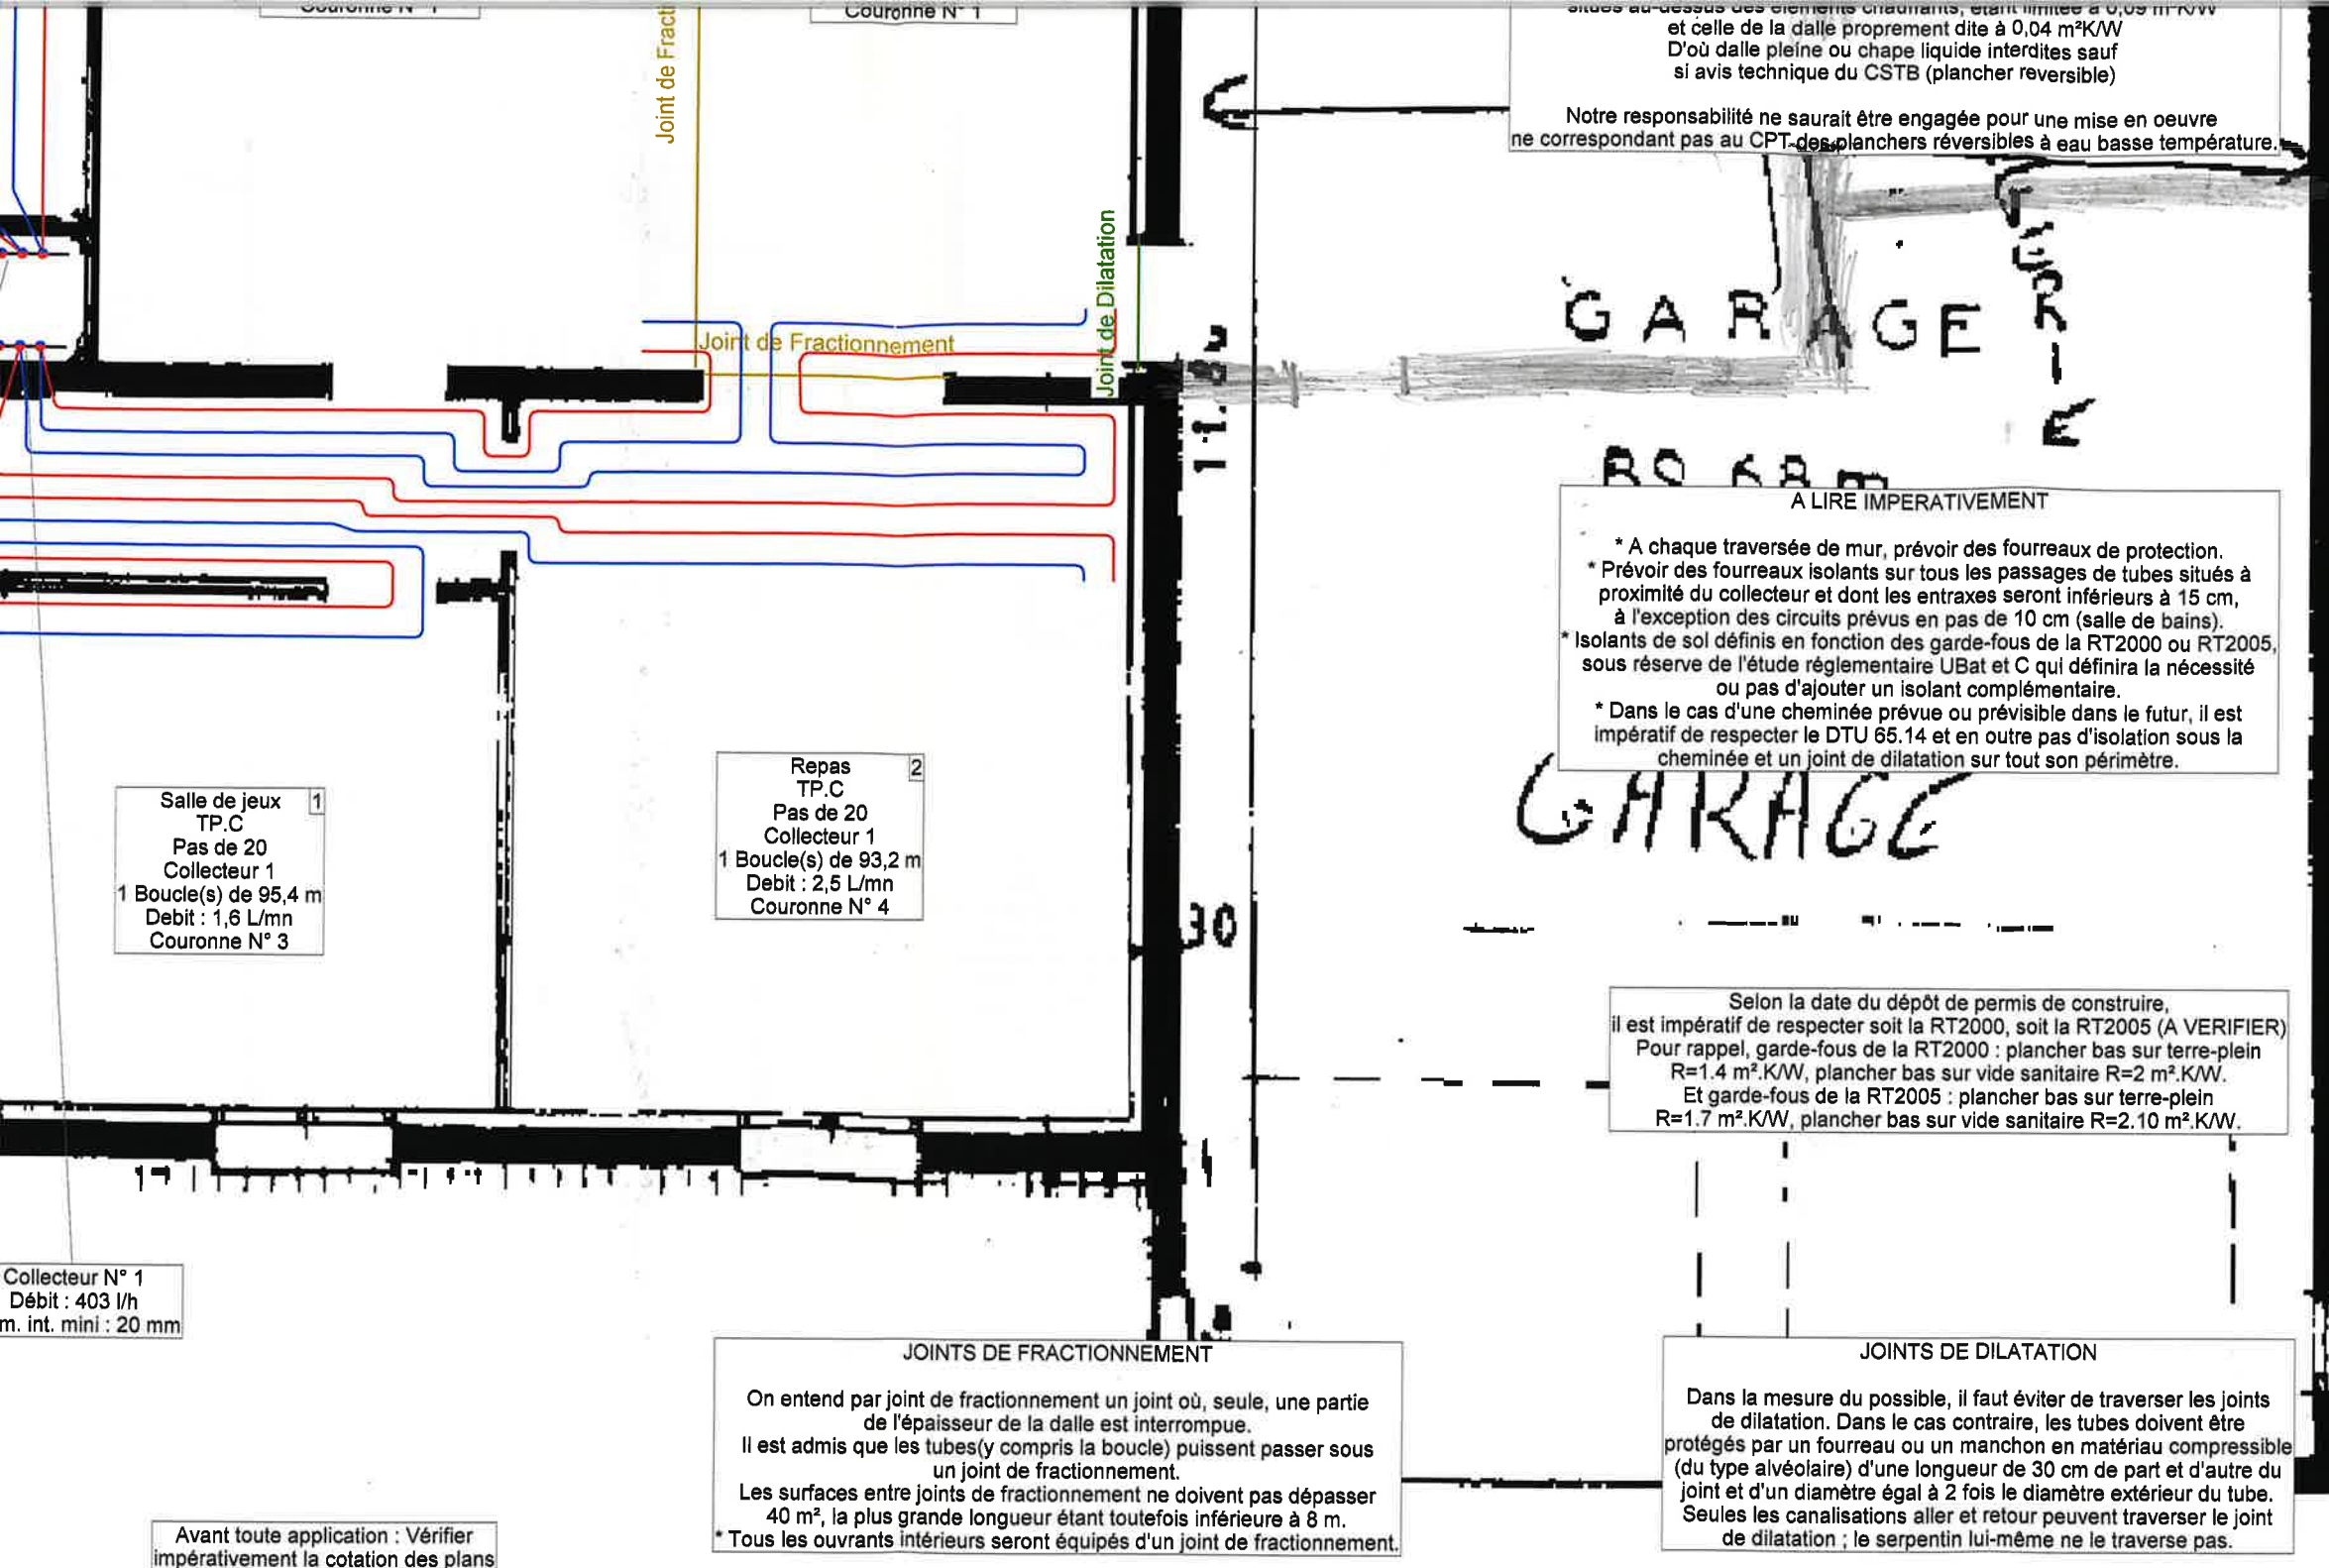 Couronne N° 1
Couronne N° 1
situés au-dessus des éléments chauffants, étant limitée à 0,09 m²K/W
et celle de la dalle proprement dite à 0,04 m²K/W
D'où dalle pleine ou chape liquide interdites sauf
si avis technique du CSTB (plancher reversible)
Notre responsabilité ne saurait être engagée pour une mise en oeuvre
ne correspondant pas au CPT des planchers réversibles à eau basse température.
Joint de Fracti
Joint de Dilatation
Joint de Fractionnement
GARAGE
A LIRE IMPERATIVEMENT
* A chaque traversée de mur, prévoir des fourreaux de protection.
* Prévoir des fourreaux isolants sur tous les passages de tubes situés à
proximité du collecteur et dont les entraxes seront inférieurs à 15 cm,
à l'exception des circuits prévus en pas de 10 cm (salle de bains).
* Isolants de sol définis en fonction des garde-fous de la RT2000 ou RT2005,
sous réserve de l'étude réglementaire UBat et C qui définira la nécessité
ou pas d'ajouter un isolant complémentaire.
* Dans le cas d'une cheminée prévue ou prévisible dans le futur, il est
impératif de respecter le DTU 65.14 et en outre pas d'isolation sous la
cheminée et un joint de dilatation sur tout son périmètre.
GARAGE
Salle de jeux 1
TP.C
Pas de 20
Collecteur 1
1 Boucle(s) de 95,4 m
Debit : 1,6 L/mn
Couronne N° 3
Repas 2
TP.C
Pas de 20
Collecteur 1
1 Boucle(s) de 93,2 m
Debit : 2,5 L/mn
Couronne N° 4
30
Selon la date du dépôt de permis de construire,
il est impératif de respecter soit la RT2000, soit la RT2005 (A VERIFIER)
Pour rappel, garde-fous de la RT2000 : plancher bas sur terre-plein
R=1.4 m².K/W, plancher bas sur vide sanitaire R=2 m².K/W.
Et garde-fous de la RT2005 : plancher bas sur terre-plein
R=1.7 m².K/W, plancher bas sur vide sanitaire R=2.10 m².K/W.
Collecteur N° 1
Débit : 403 l/h
m. int. mini : 20 mm
JOINTS DE FRACTIONNEMENT
On entend par joint de fractionnement un joint où, seule, une partie
de l'épaisseur de la dalle est interrompue.
Il est admis que les tubes(y compris la boucle) puissent passer sous
un joint de fractionnement.
Les surfaces entre joints de fractionnement ne doivent pas dépasser
40 m², la plus grande longueur étant toutefois inférieure à 8 m.
* Tous les ouvrants intérieurs seront équipés d'un joint de fractionnement.
JOINTS DE DILATATION
Dans la mesure du possible, il faut éviter de traverser les joints
de dilatation. Dans le cas contraire, les tubes doivent être
protégés par un fourreau ou un manchon en matériau compressible
(du type alvéolaire) d'une longueur de 30 cm de part et d'autre du
joint et d'un diamètre égal à 2 fois le diamètre extérieur du tube.
Seules les canalisations aller et retour peuvent traverser le joint
de dilatation ; le serpentin lui-même ne le traverse pas.
Avant toute application : Vérifier
impérativement la cotation des plans